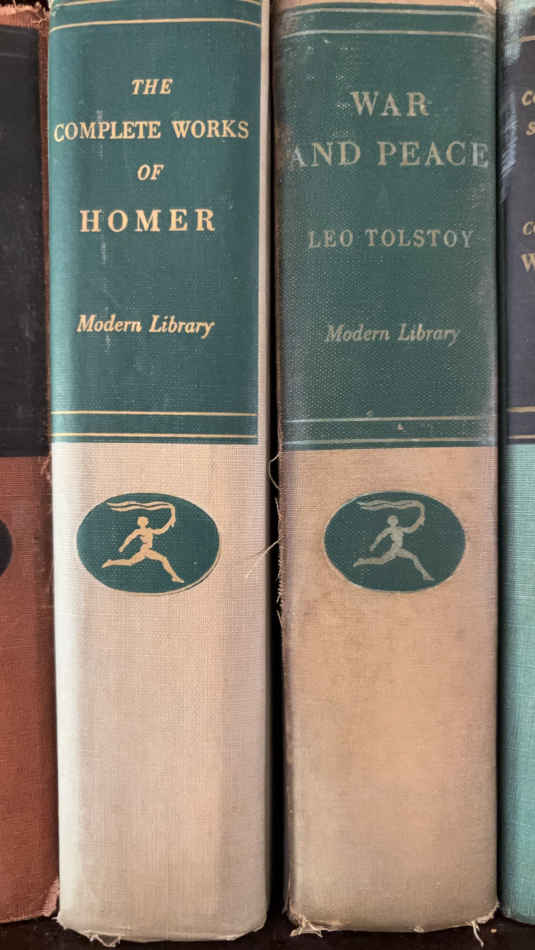 THE
COMPLETE WORKS
OF
HOMER
Modern Library
WAR
AND PEACE
LEO TOLSTOY
Modern Library